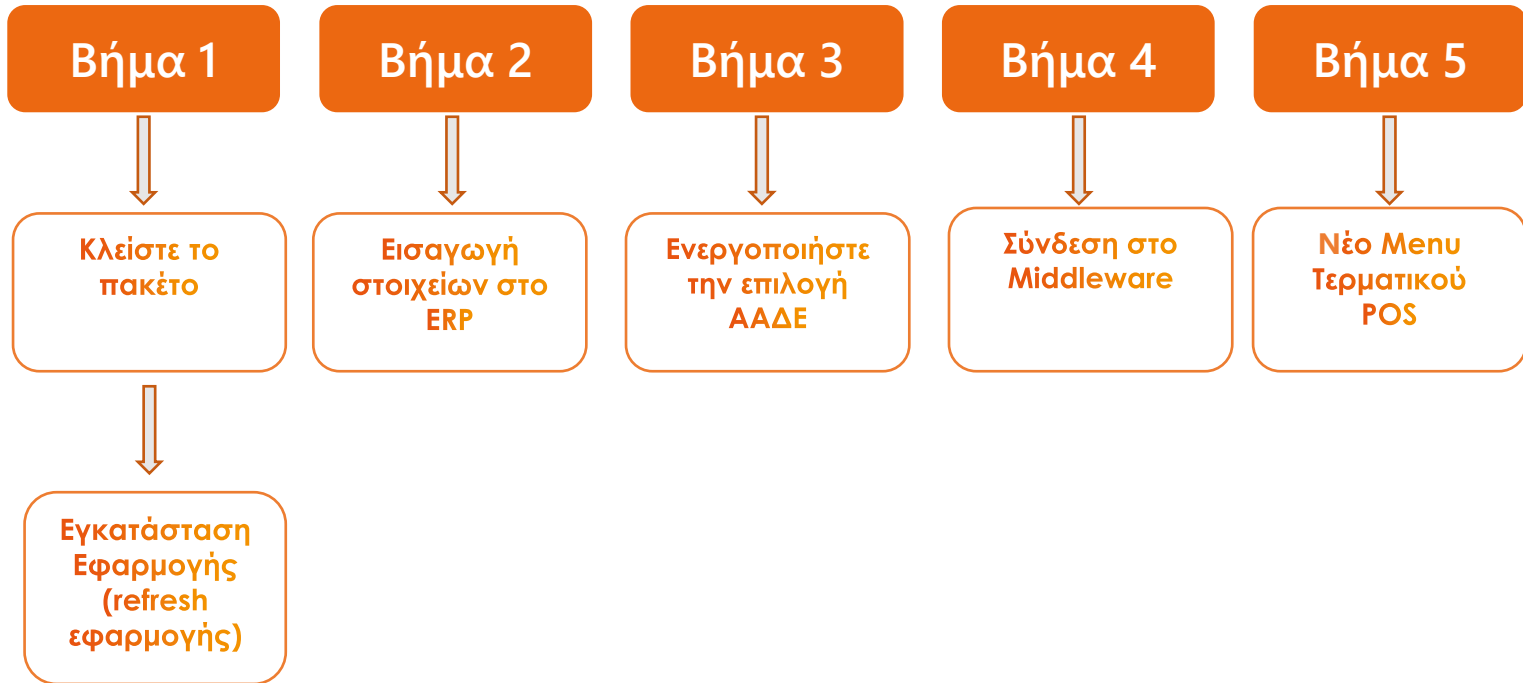 Βήμα 1
Βήμα 2
Βήμα 3
Βήμα 4
Βήμα 5
Κλείστε το
πακέτο
Εισαγωγή
στοιχείων στο
ERP
Ενεργοποιήστε
την επιλογή
ΑΑΔΕ
Σύνδεση στο
Middleware
Νέο Menu
Τερματικού
POS
Εγκατάσταση
Εφαρμογής
(refresh
εφαρμογής)